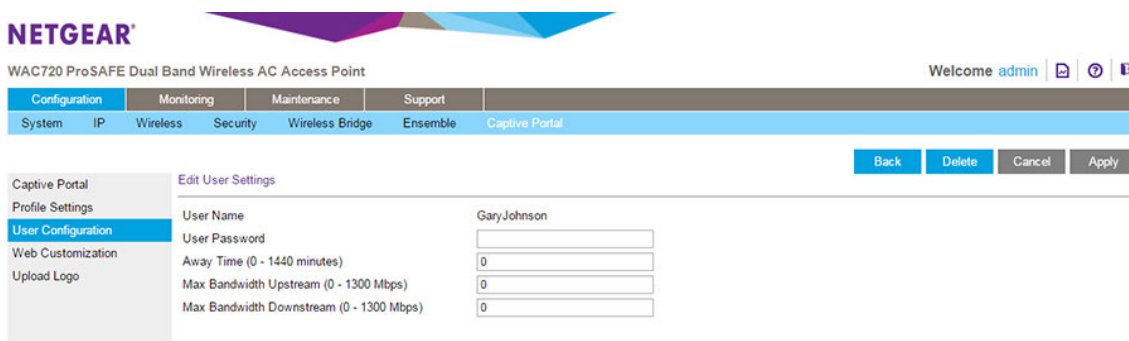 NETGEAR®
WAC720 ProSAFE Dual Band Wireless AC Access Point
Welcome admin
Configuration Monitoring Maintenance Support
System IP Wireless Security Wireless Bridge Ensemble Captive Portal
Back Delete Cancel Apply
Captive Portal
Profile Settings
User Configuration
Web Customization
Upload Logo
Edit User Settings
User Name GaryJohnson
User Password
Away Time (0 - 1440 minutes) 0
Max Bandwidth Upstream (0 - 1300 Mbps) 0
Max Bandwidth Downstream (0 - 1300 Mbps) 0